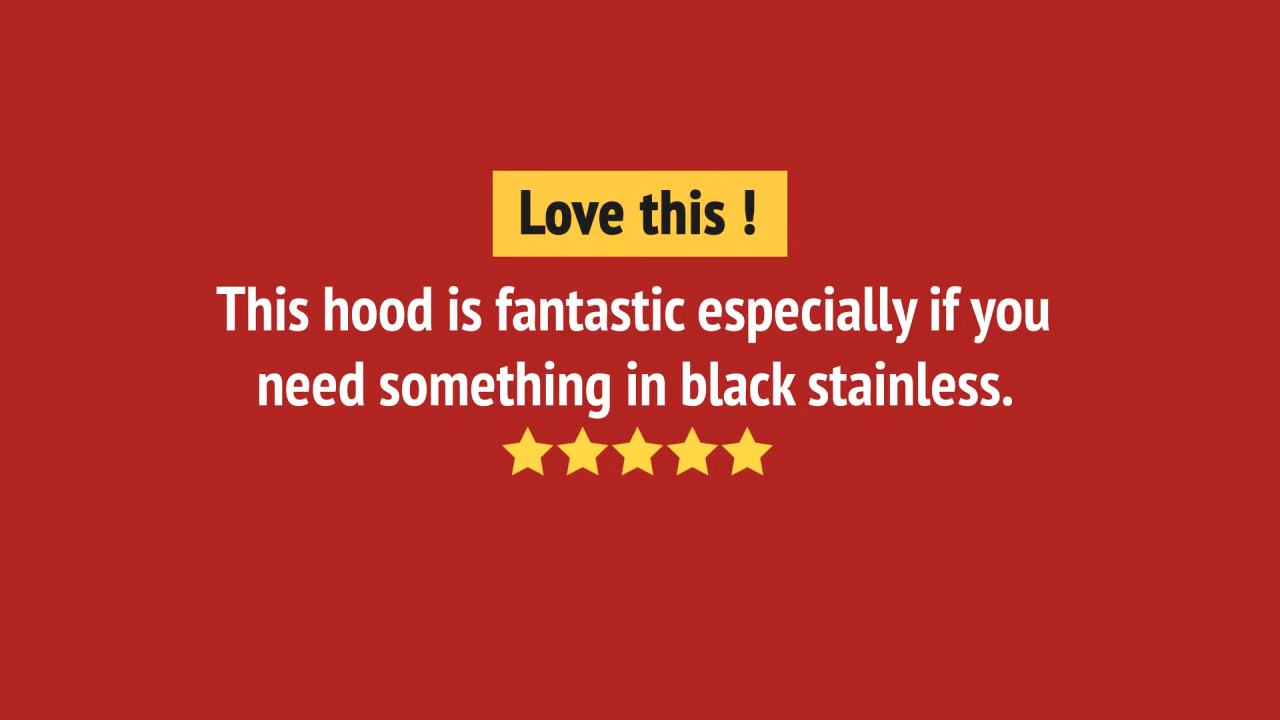 Love this !
This hood is fantastic especially if you
need something in black stainless.